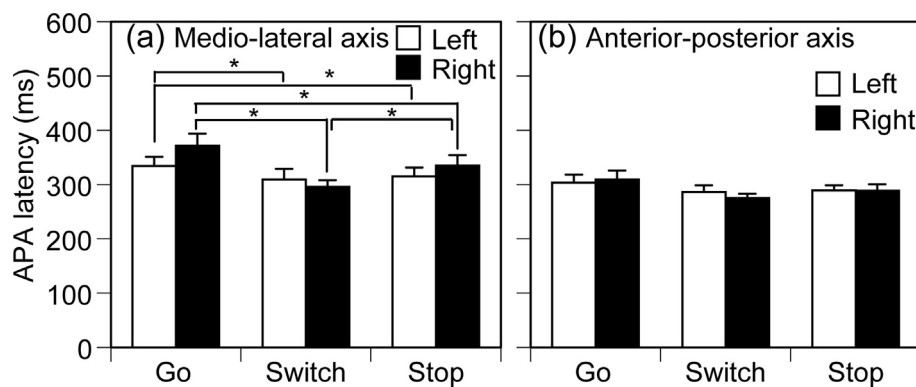 (a) Medio-lateral axis
Left
Right
* *
*
* *
APA latency (ms)
600
500
400
300
200
100
0
Go Switch Stop
(b) Anterior-posterior axis
Left
Right
Go Switch Stop